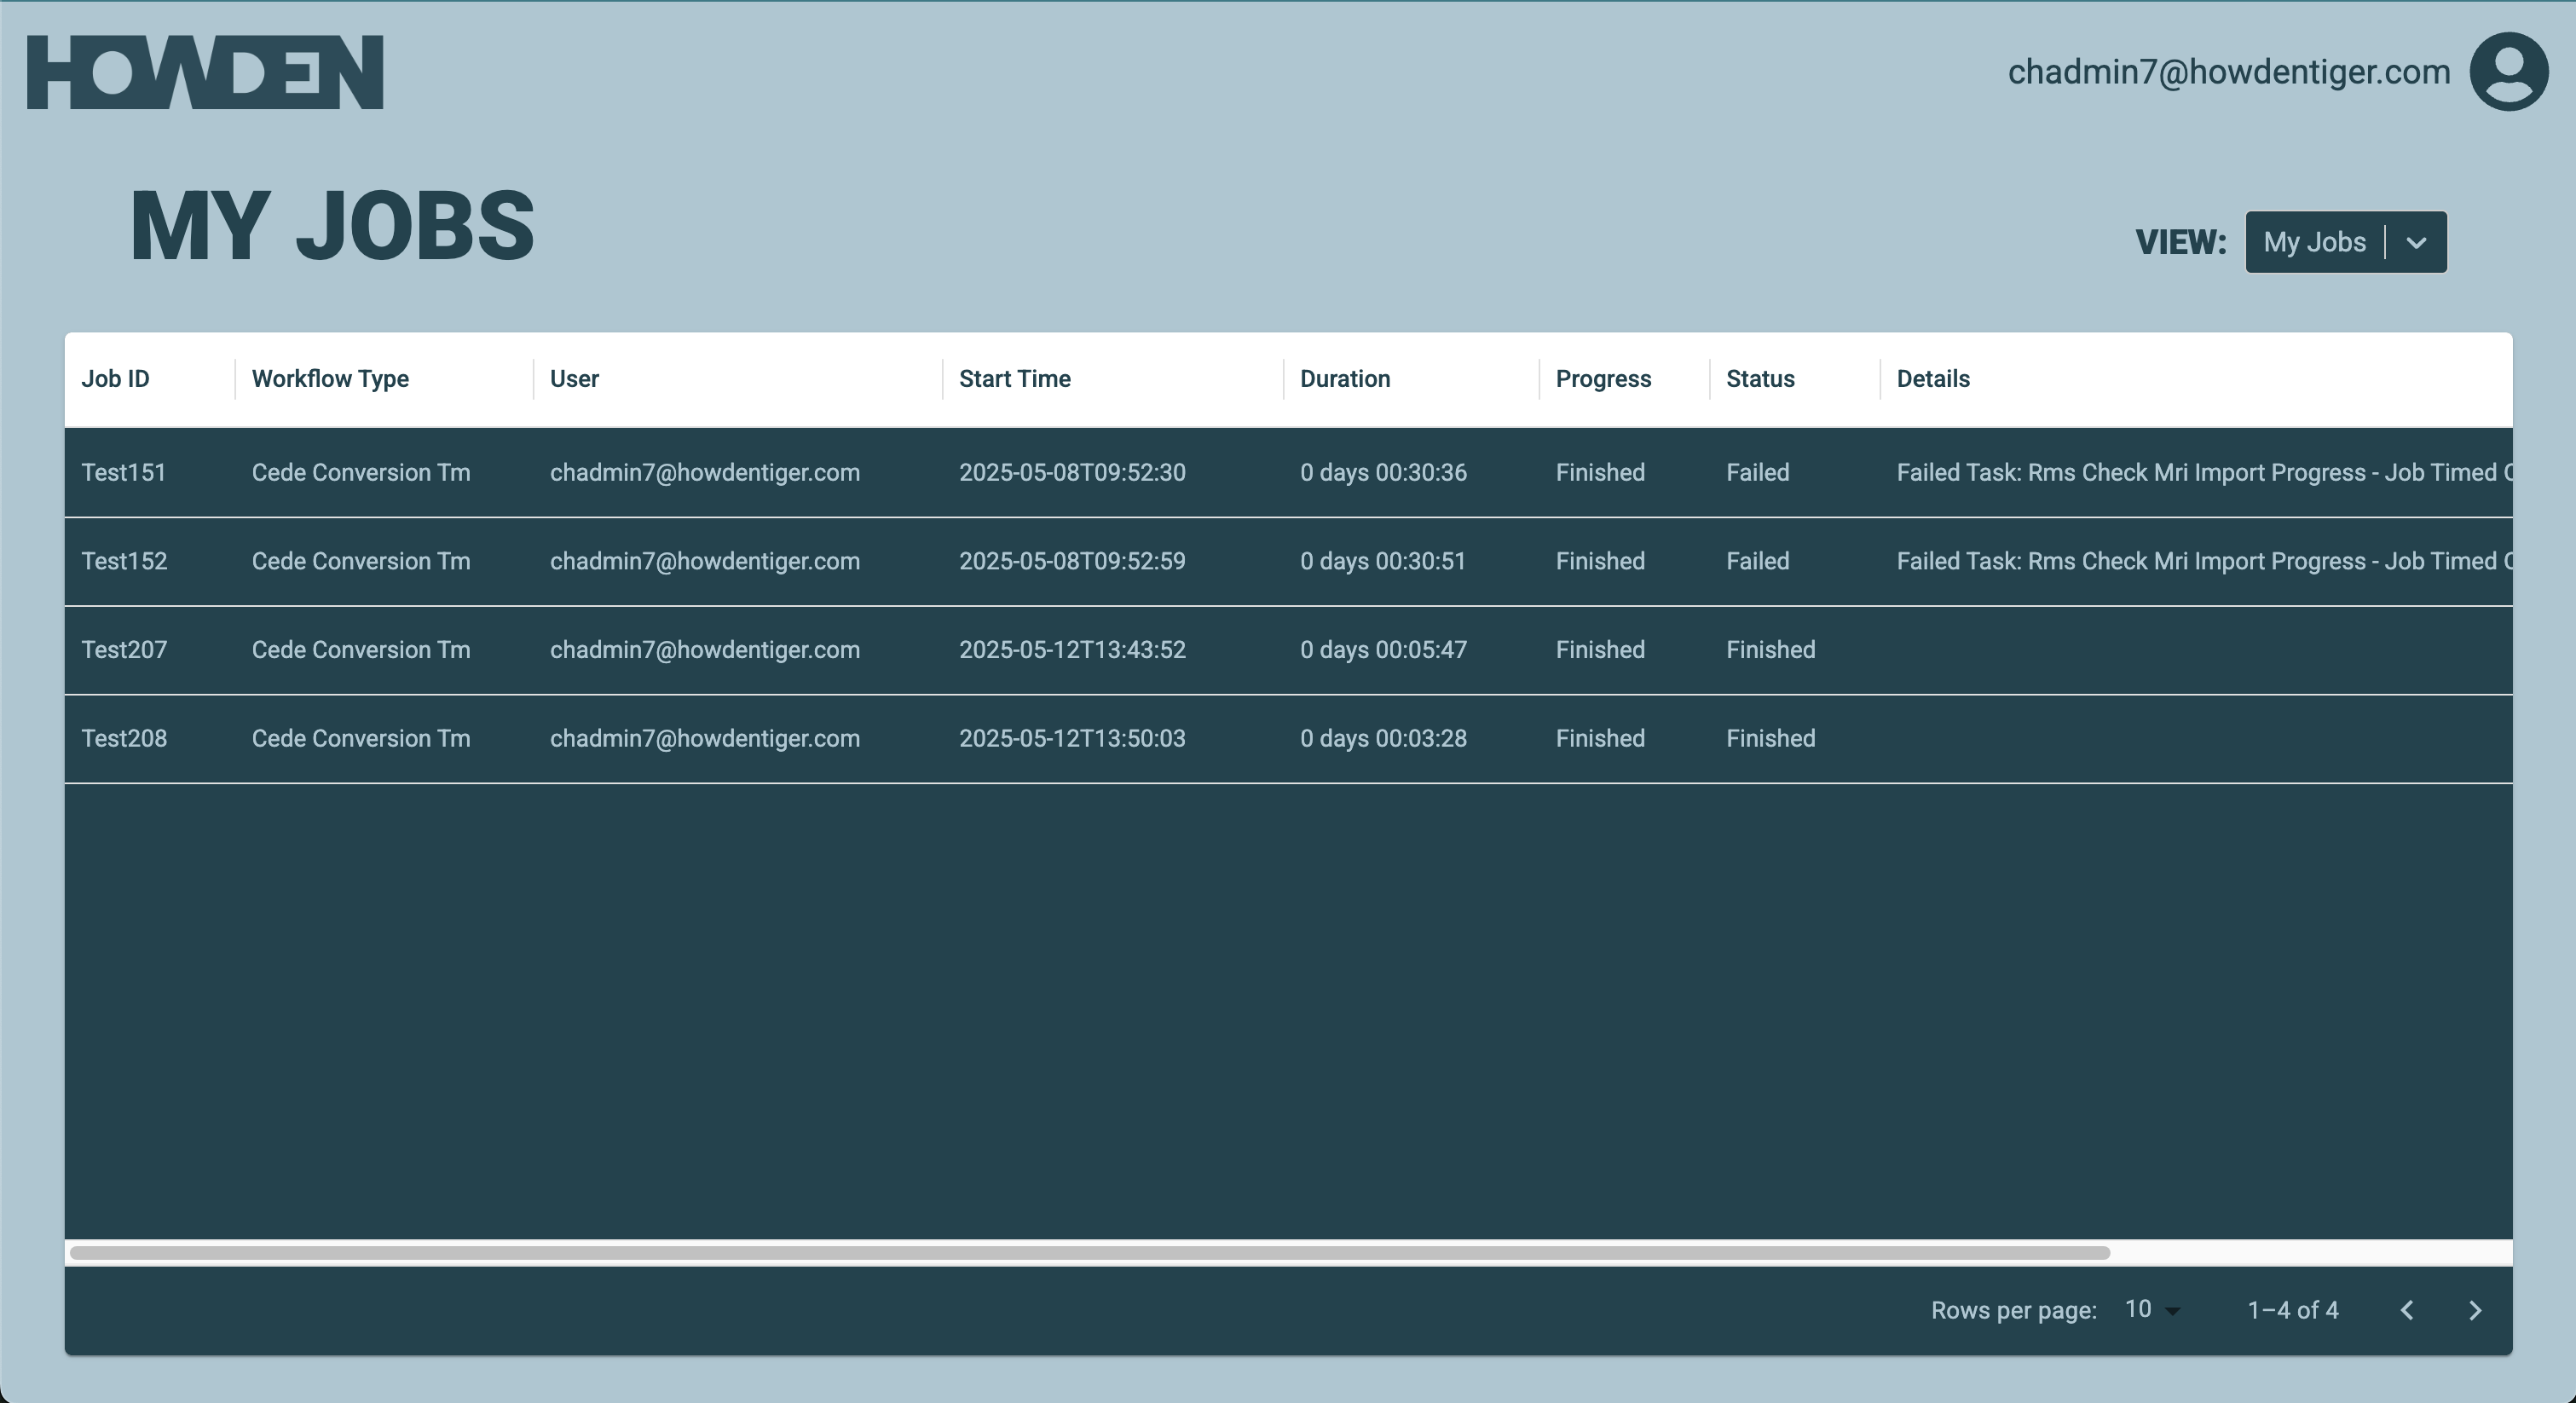 HOWDEN
chadmin7@howdentiger.com
MY JOBS
VIEW: My Jobs
Job ID Workflow Type User Start Time Duration Progress Status Details
Test151 Cede Conversion Tm chadmin7@howdentiger.com 2025-05-08T09:52:30 0 days 00:30:36 Finished Failed Failed Task: Rms Check Mri Import Progress - Job Timed
Test152 Cede Conversion Tm chadmin7@howdentiger.com 2025-05-08T09:52:59 0 days 00:30:51 Finished Failed Failed Task: Rms Check Mri Import Progress - Job Timed
Test207 Cede Conversion Tm chadmin7@howdentiger.com 2025-05-12T13:43:52 0 days 00:05:47 Finished Finished
Test208 Cede Conversion Tm chadmin7@howdentiger.com 2025-05-12T13:50:03 0 days 00:03:28 Finished Finished
Rows per page: 10 1–4 of 4